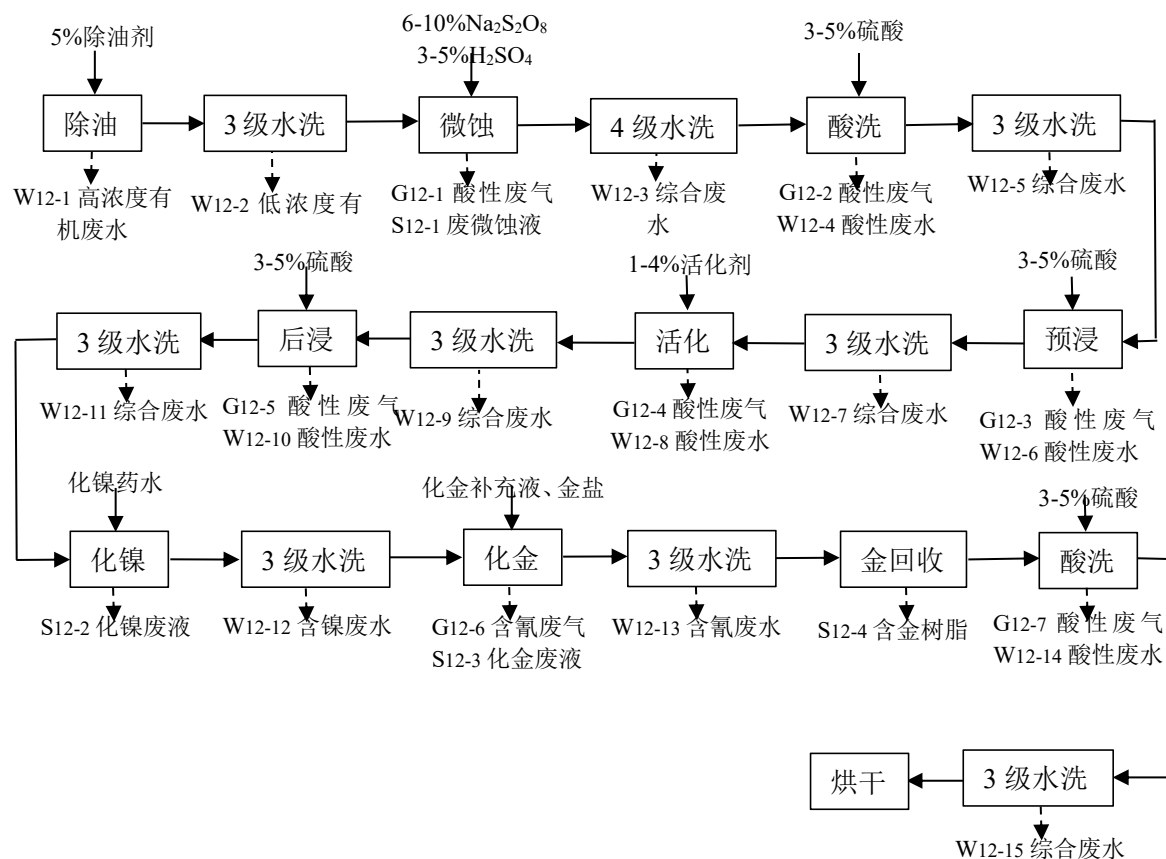 6-10%Na₂S₂O₈
5%除油剂
3-5%H₂SO₄
3-5%硫酸
除油
3 级水洗
微蚀
4 级水洗
酸洗
3 级水洗
W12-1 高浓度有
机废水
W12-2 低浓度有
G12-1 酸性废气
S12-1 废微蚀液
W12-3 综合废
水
G12-2 酸性废气
W12-4 酸性废水
W12-5 综合废水
3-5%硫酸
1-4%活化剂
3-5%硫酸
3 级水洗
后浸
3 级水洗
活化
3 级水洗
预浸
W12-11 综合废水
G12-5 酸性废气
W12-10 酸性废水
W12-9 综合废水
G12-4 酸性废气
W12-8 酸性废水
W12-7 综合废水
G12-3 酸性废气
W12-6 酸性废水
化镍药水
化金补充液、金盐
3-5%硫酸
化镍
3 级水洗
化金
3 级水洗
金回收
酸洗
S12-2 化镍废液
W12-12 含镍废水
G12-6 含氰废气
S12-3 化金废液
W12-13 含氰废水
S12-4 含金树脂
G12-7 酸性废气
W12-14 酸性废水
烘干
3 级水洗
W12-15 综合废水